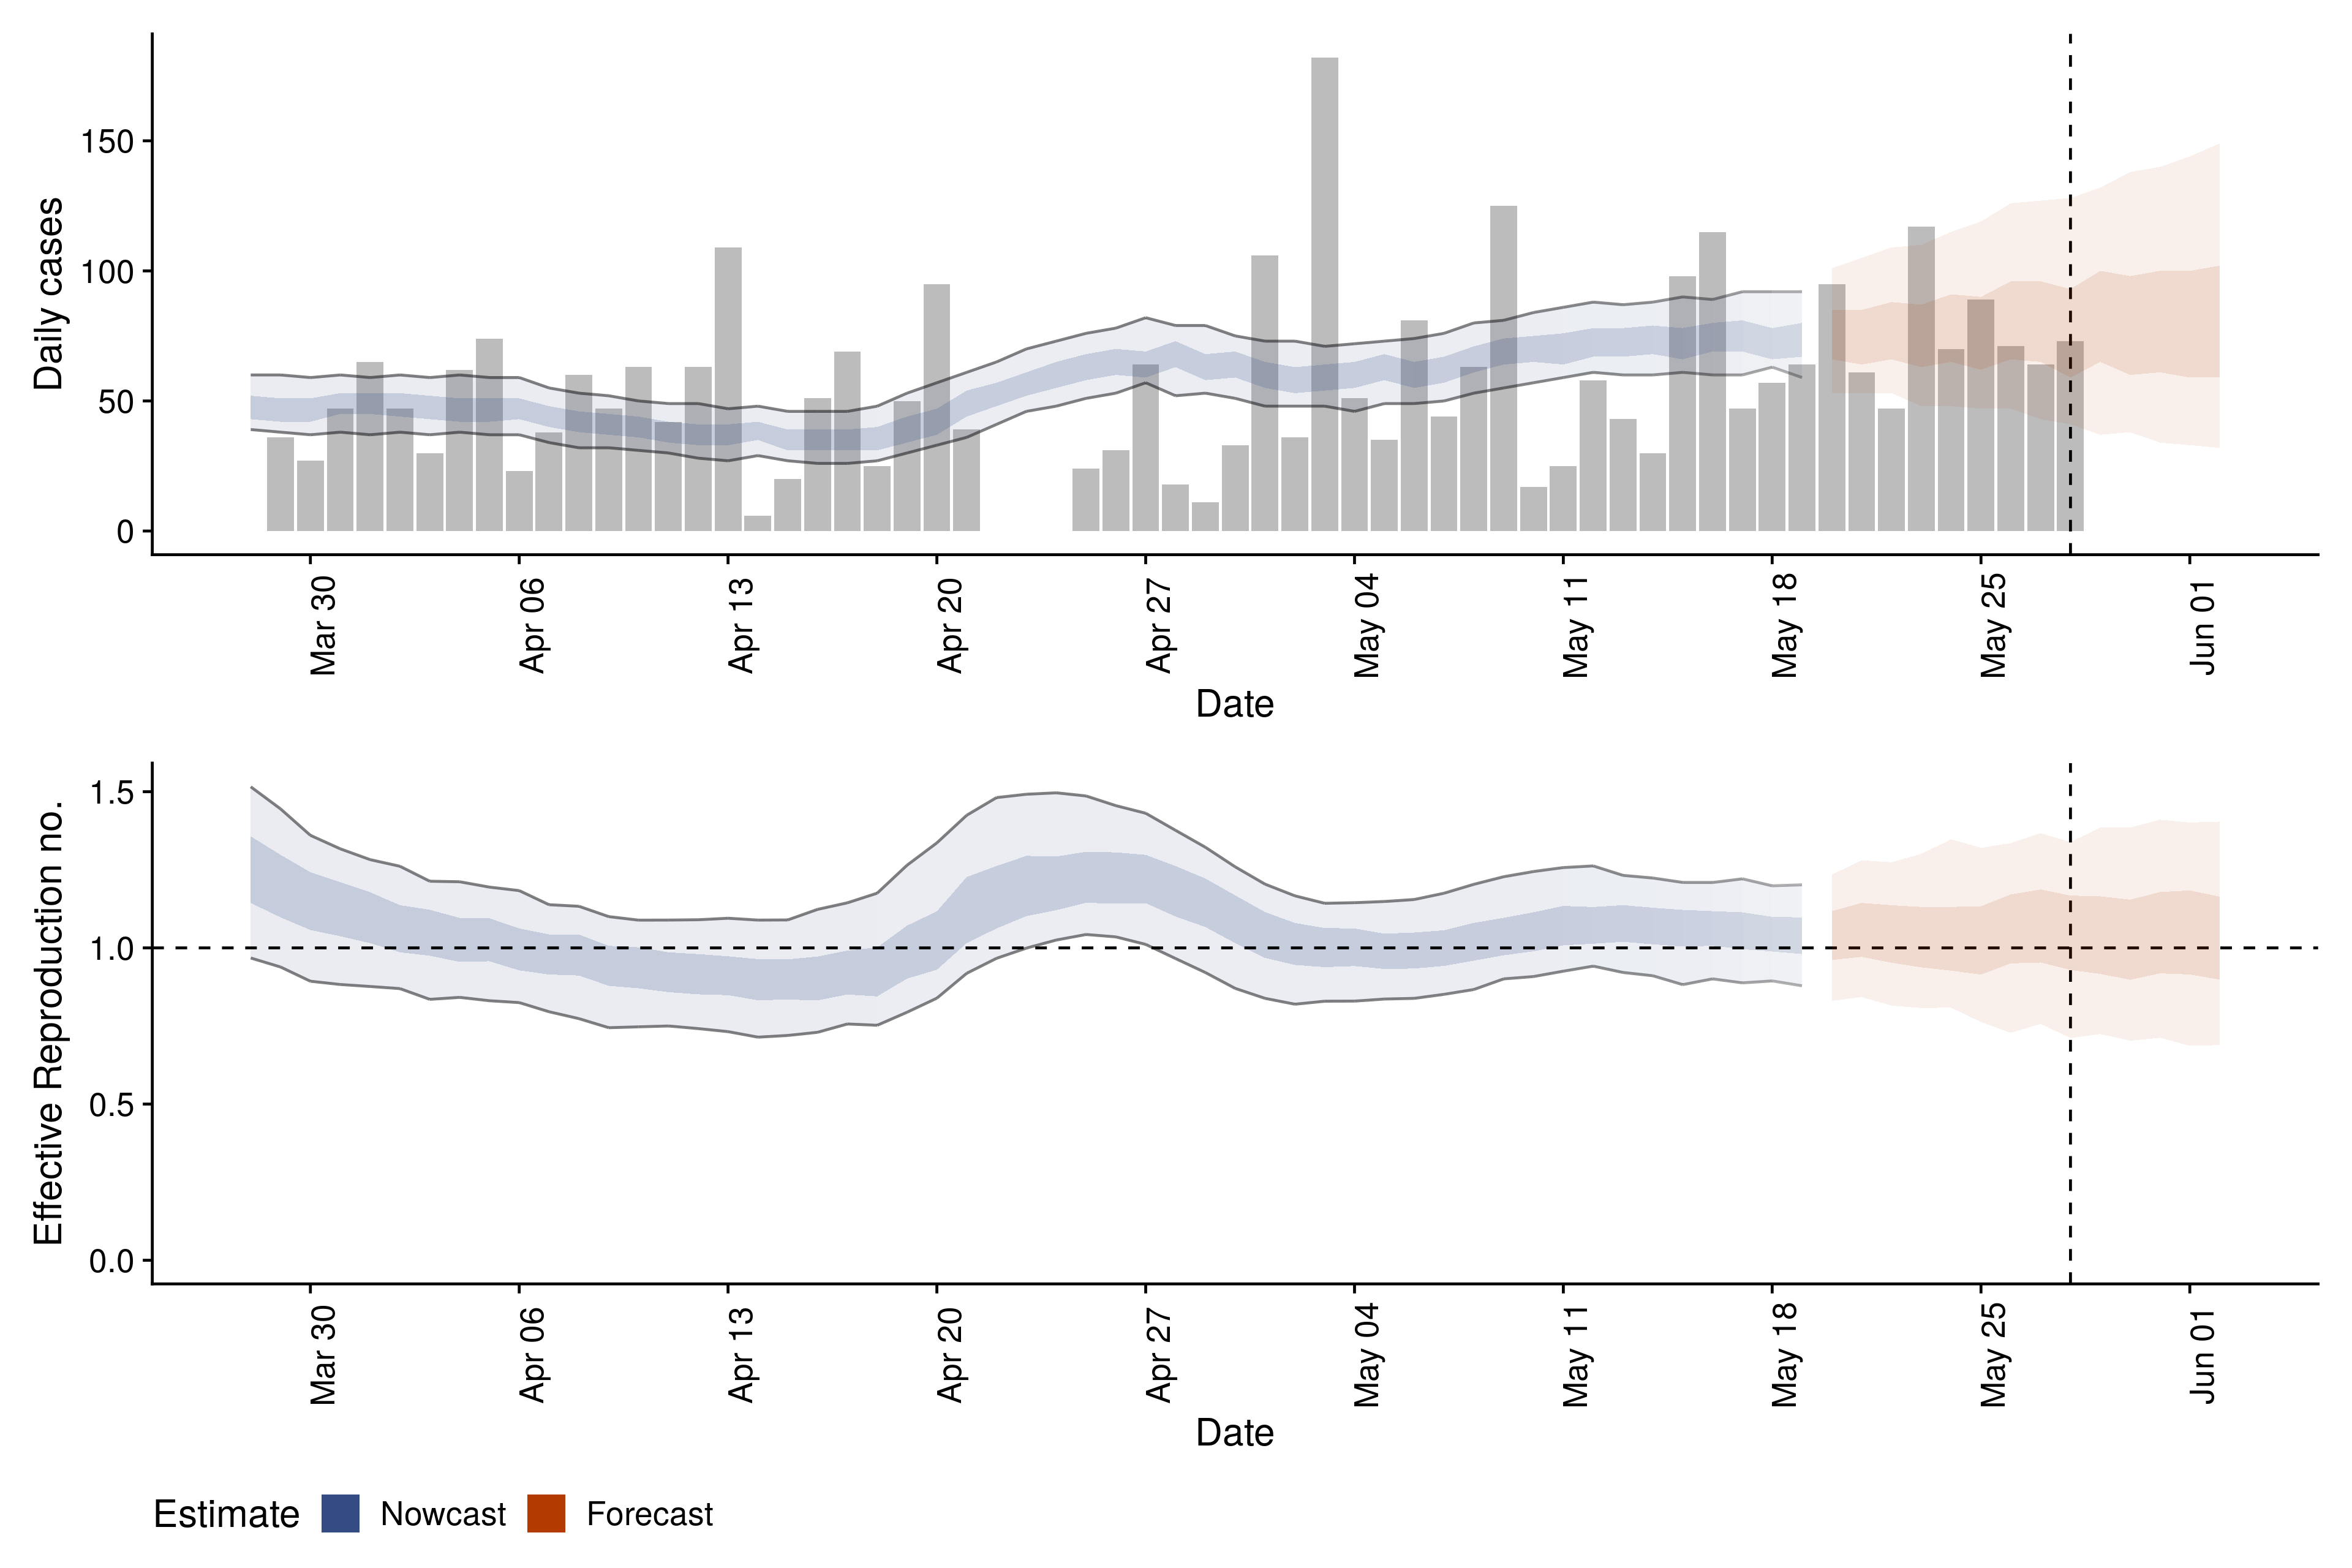 Daily cases
150
100
50
0
Mar 30
Apr 06
Apr 13
Apr 20
Apr 27
May 04
May 11
May 18
May 25
Jun 01
Date
Effective Reproduction no.
1.5
1.0
0.5
0.0
Mar 30
Apr 06
Apr 13
Apr 20
Apr 27
May 04
May 11
May 18
May 25
Jun 01
Date
Estimate Nowcast Forecast